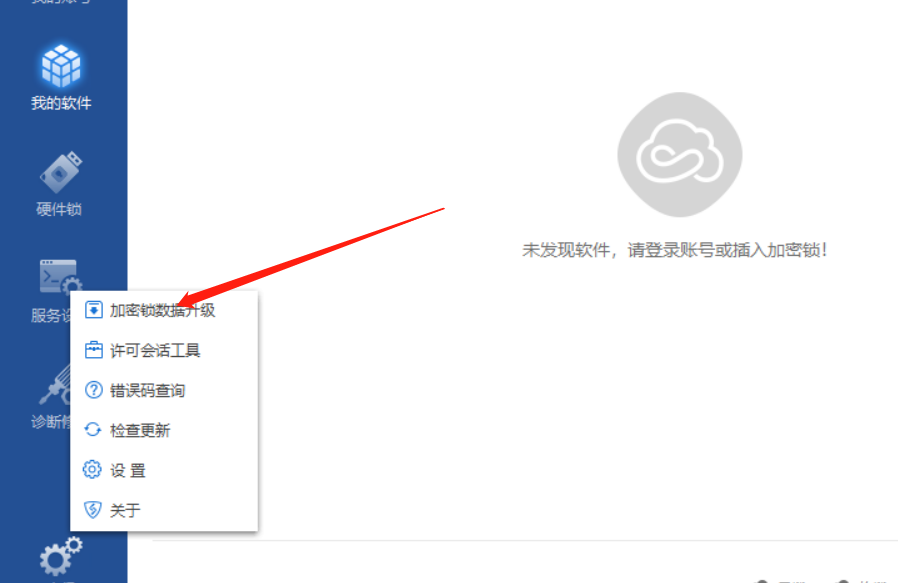 我的软件
硬件锁
未发现软件，请登录账号或插入加密锁！
服务设
加密锁数据升级
许可会话工具
错误码查询
诊断修
检查更新
设 置
关于